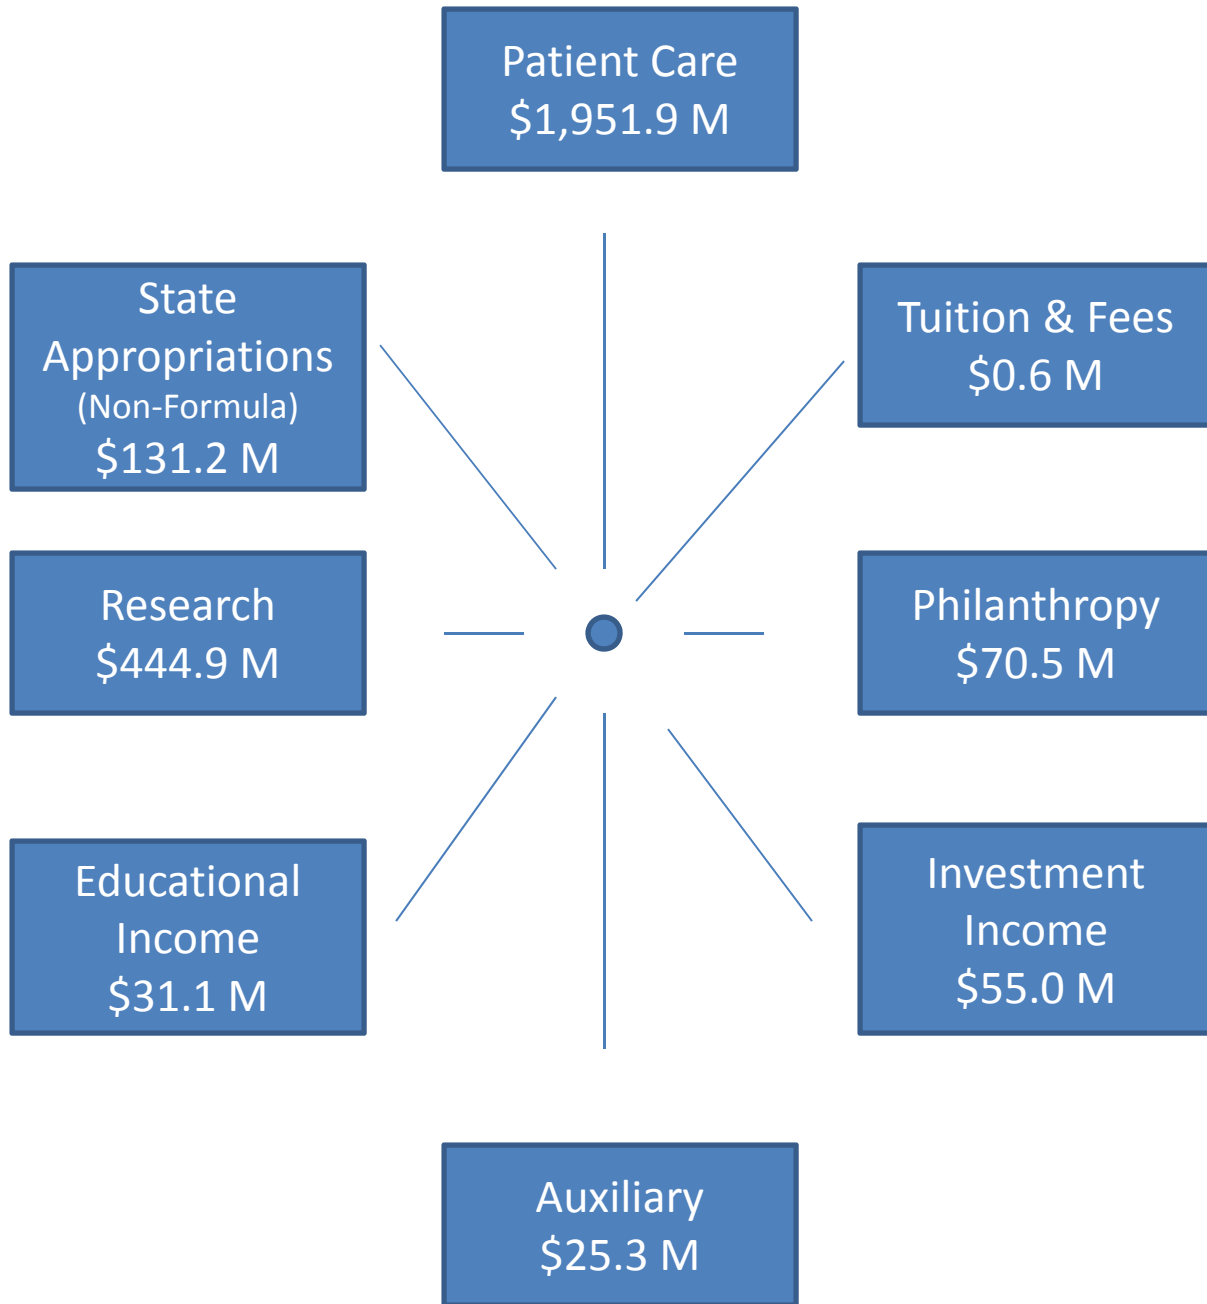 Patient Care
$1,951.9 M
State
Appropriations
(Non-Formula)
$131.2 M
Tuition & Fees
$0.6 M
Research
$444.9 M
Philanthropy
$70.5 M
Educational
Income
$31.1 M
Investment
Income
$55.0 M
Auxiliary
$25.3 M